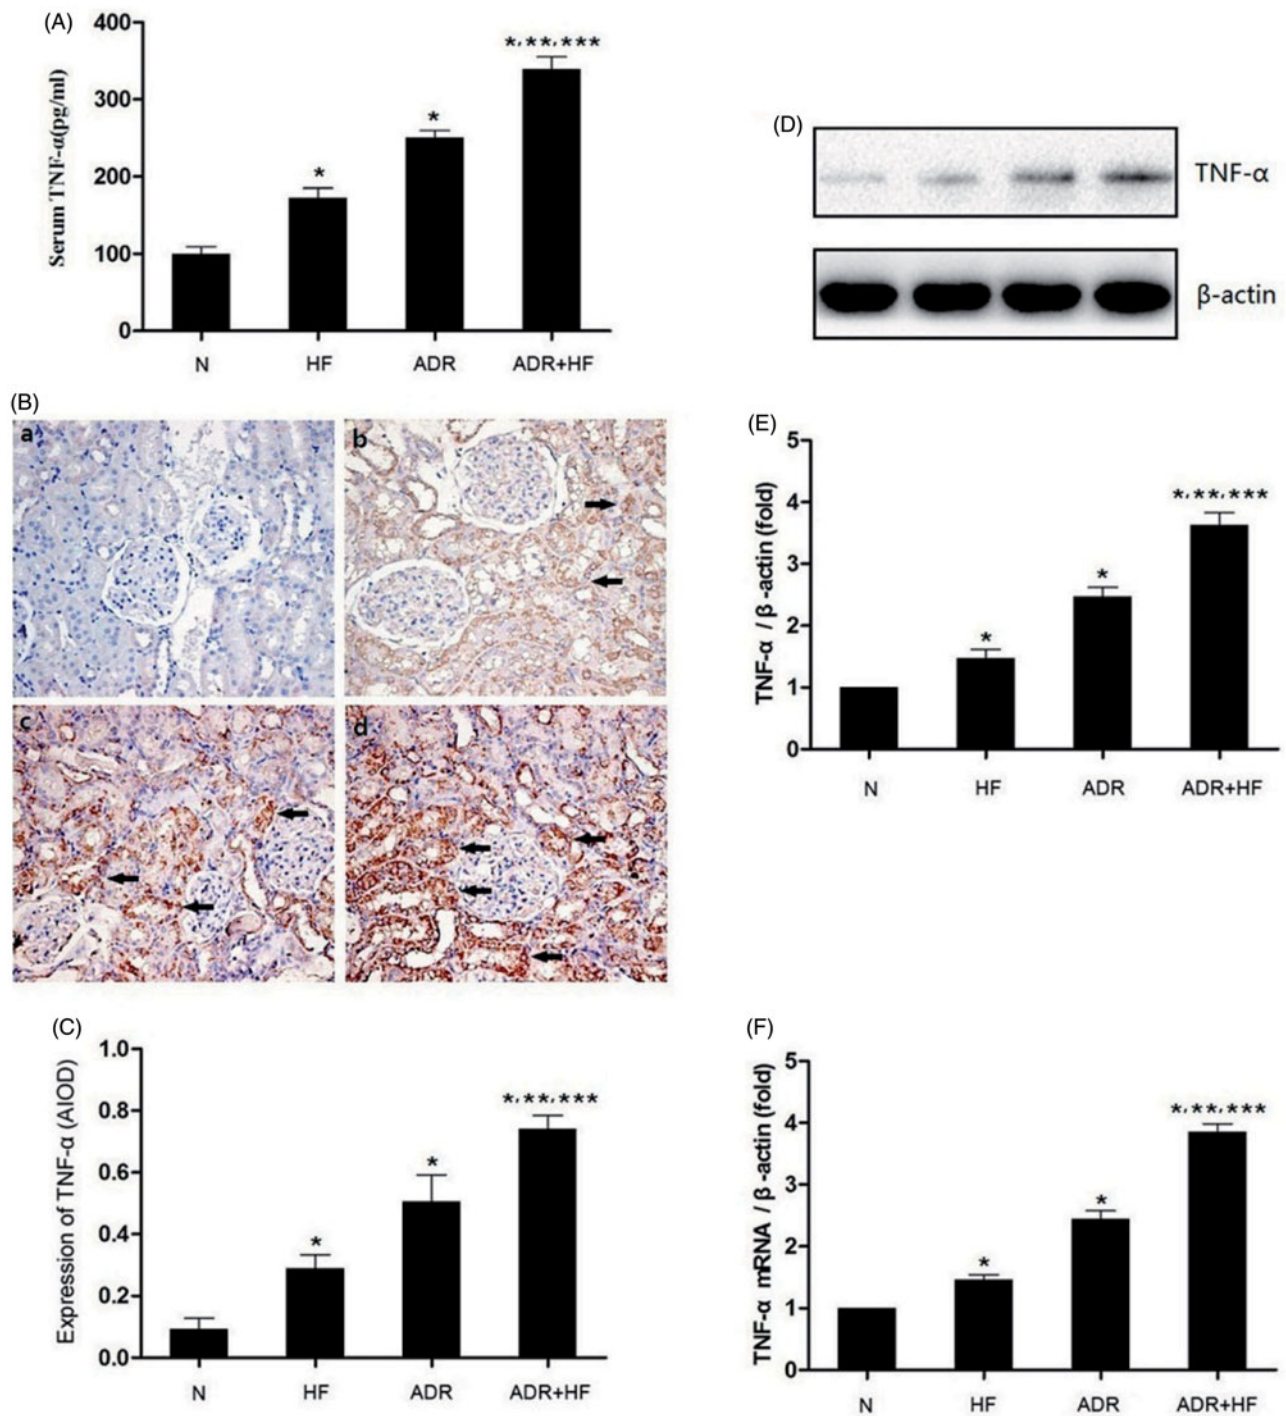 (A)
Serum TNF-α(pg/ml)
400
300
200
100
0
*
*
*,**,***
N HF ADR ADR+HF
(B)
a
b
c
d
(C)
Expression of TNF-α (AIOD)
1.0
0.8
0.6
0.4
0.2
0.0
*
*
*,**,***
N HF ADR ADR+HF
(D)
TNF-α
β-actin
(E)
TNF-α / β-actin (fold)
5
4
3
2
1
0
*
*
*,**,***
N HF ADR ADR+HF
(F)
TNF-α mRNA / β-actin (fold)
5
4
3
2
1
0
*
*
*,**,***
N HF ADR ADR+HF